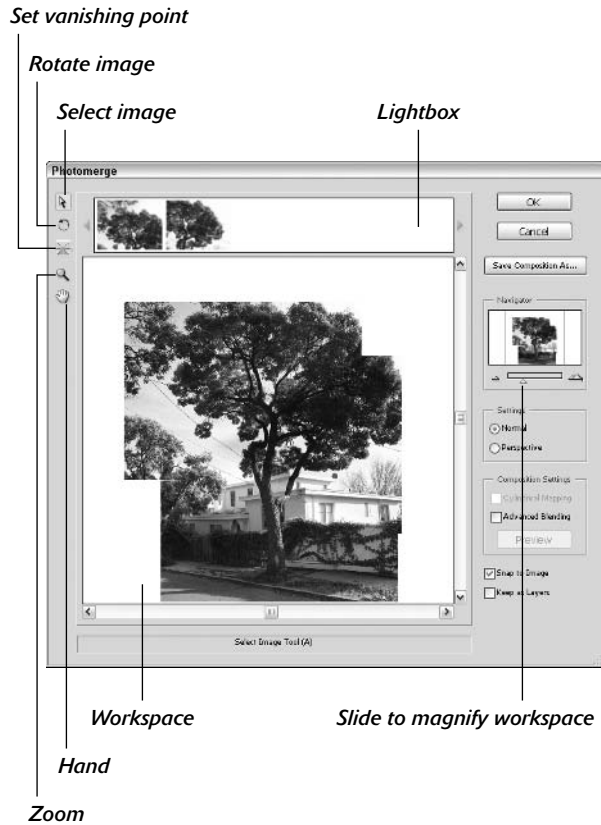 Set vanishing point
Rotate image
Select image
Lightbox
Photomerge
OK
Cancel
Save Composition As...
Navigator
Settings
Normal
Perspective
Composition Settings
Cylindrical Mapping
Advanced Blending
Preview
Snap to Image
Keep as Layers
Select Image Tool (A)
Workspace
Slide to magnify workspace
Hand
Zoom